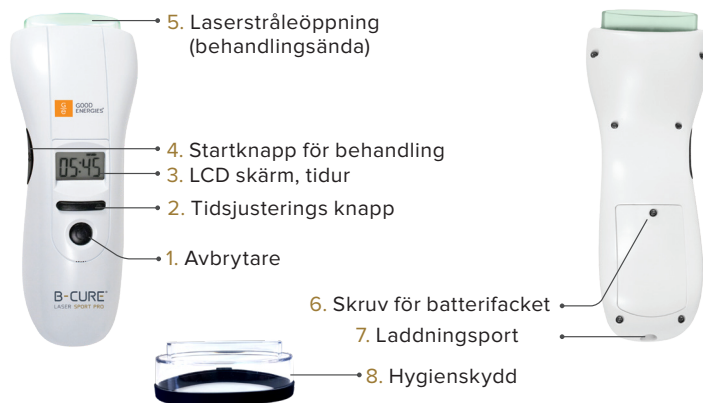 5. Laserstråleöppning
(behandlingsända)
GOOD
ENERGIES
4. Startknapp för behandling
05:45
3. LCD skärm, tidur
2. Tidsjusterings knapp
1. Avbrytare
B-CURE
LASER SPORT PRO
6. Skruv för batterifacket
7. Laddningsport
8. Hygienskydd